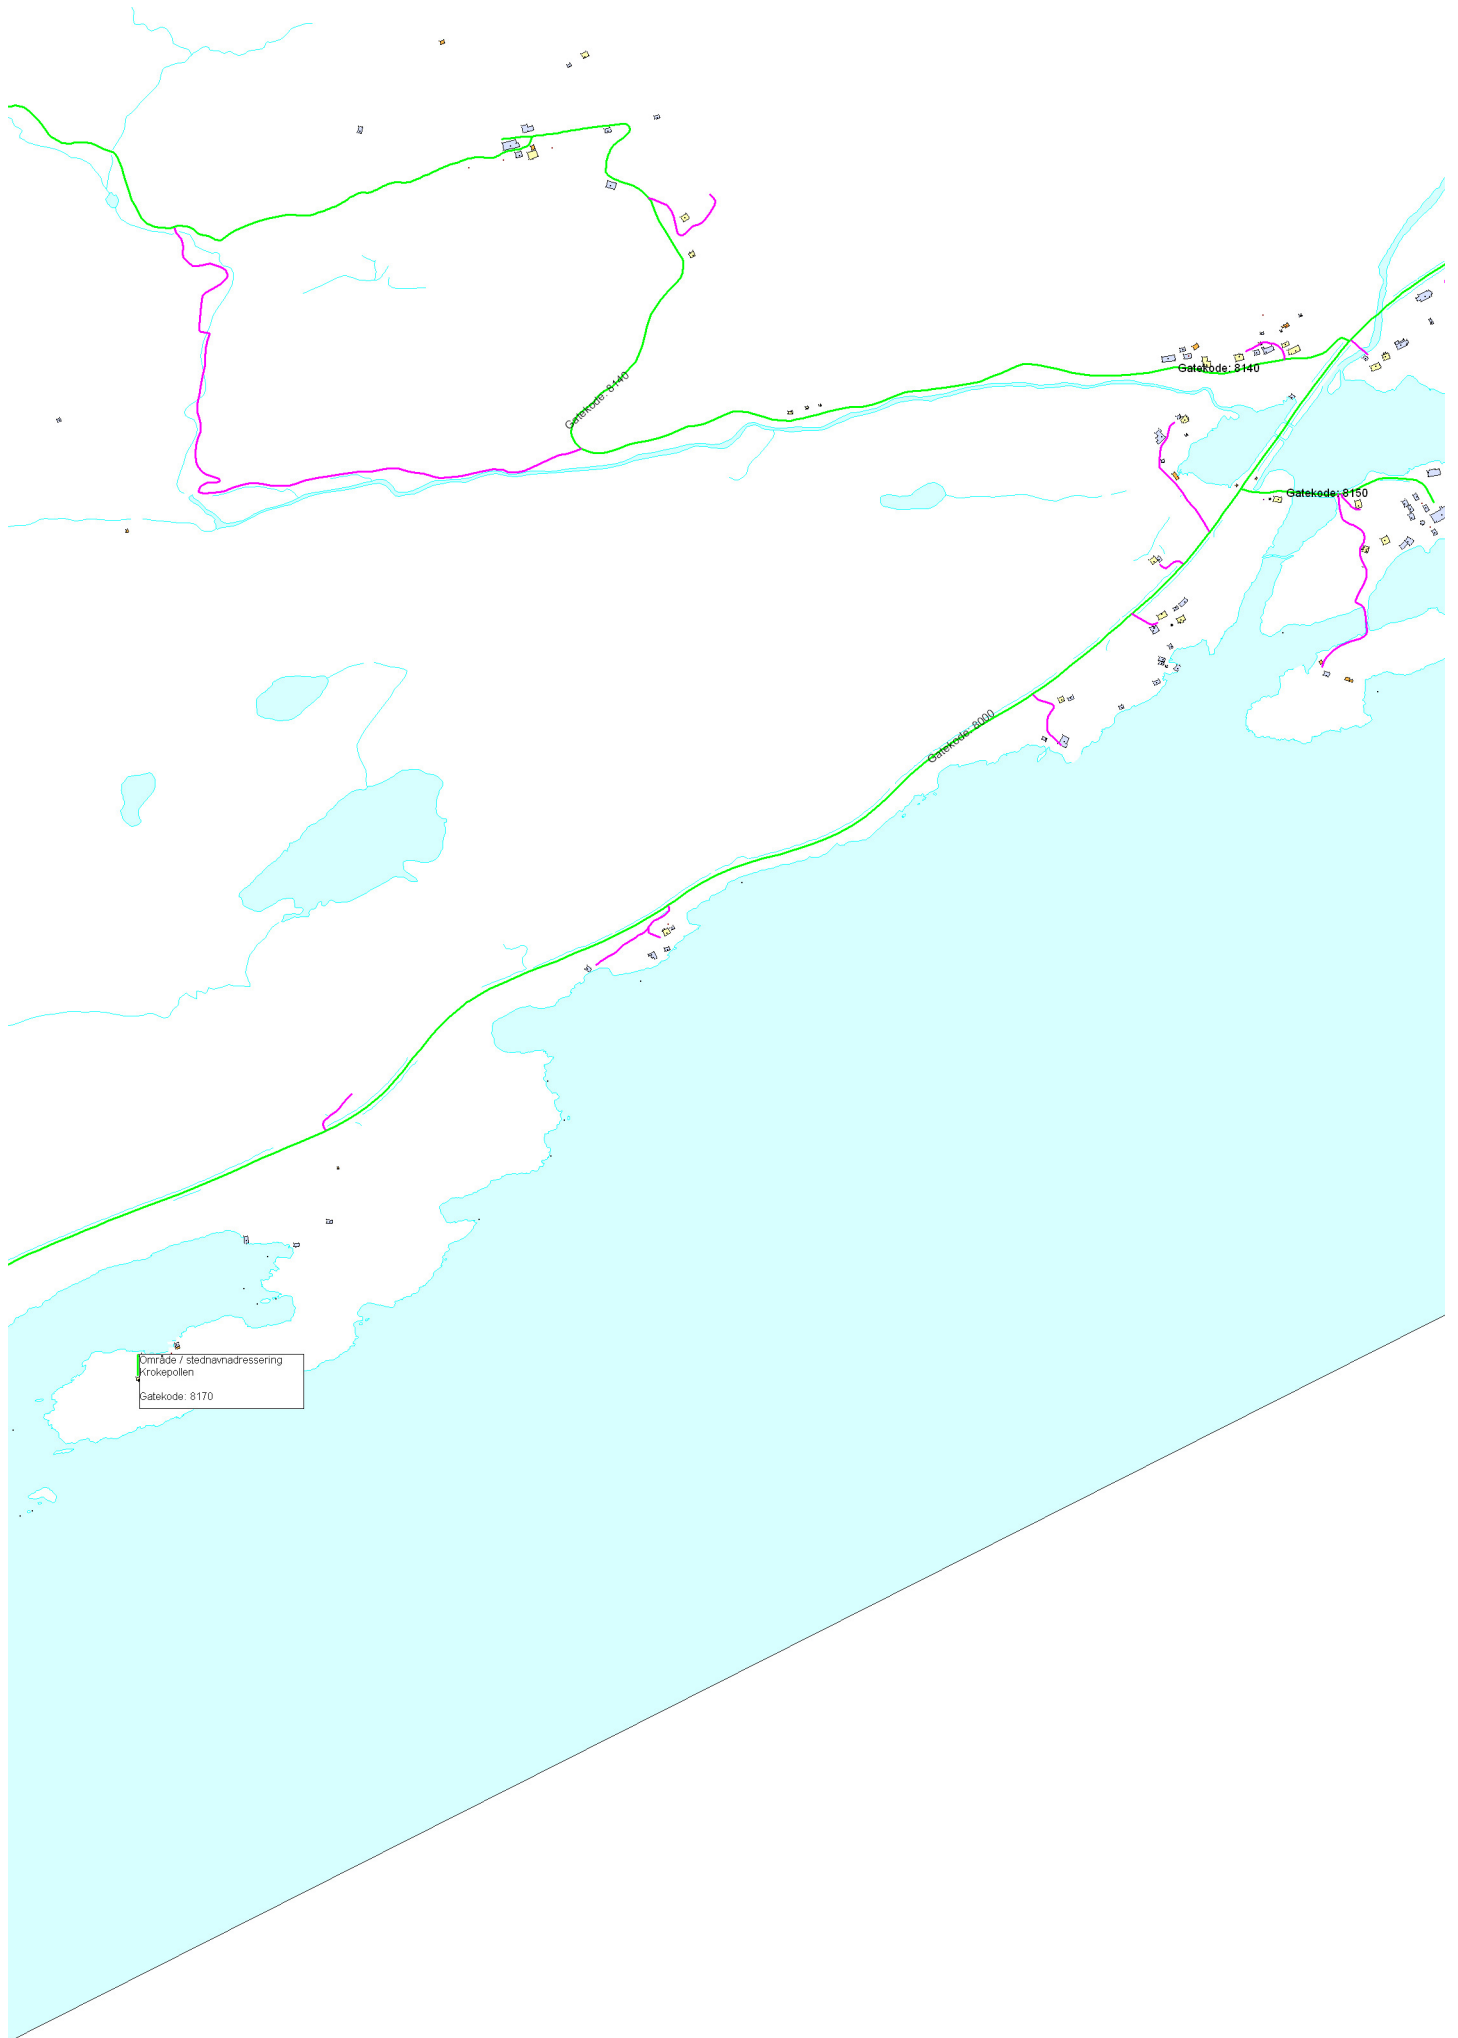 Gatekode: 8140
Gatekode: 8140
Gatekode: 8150
Gatekode: 8000
Område / stednavnadressering
Krokepollen
Gatekode: 8170